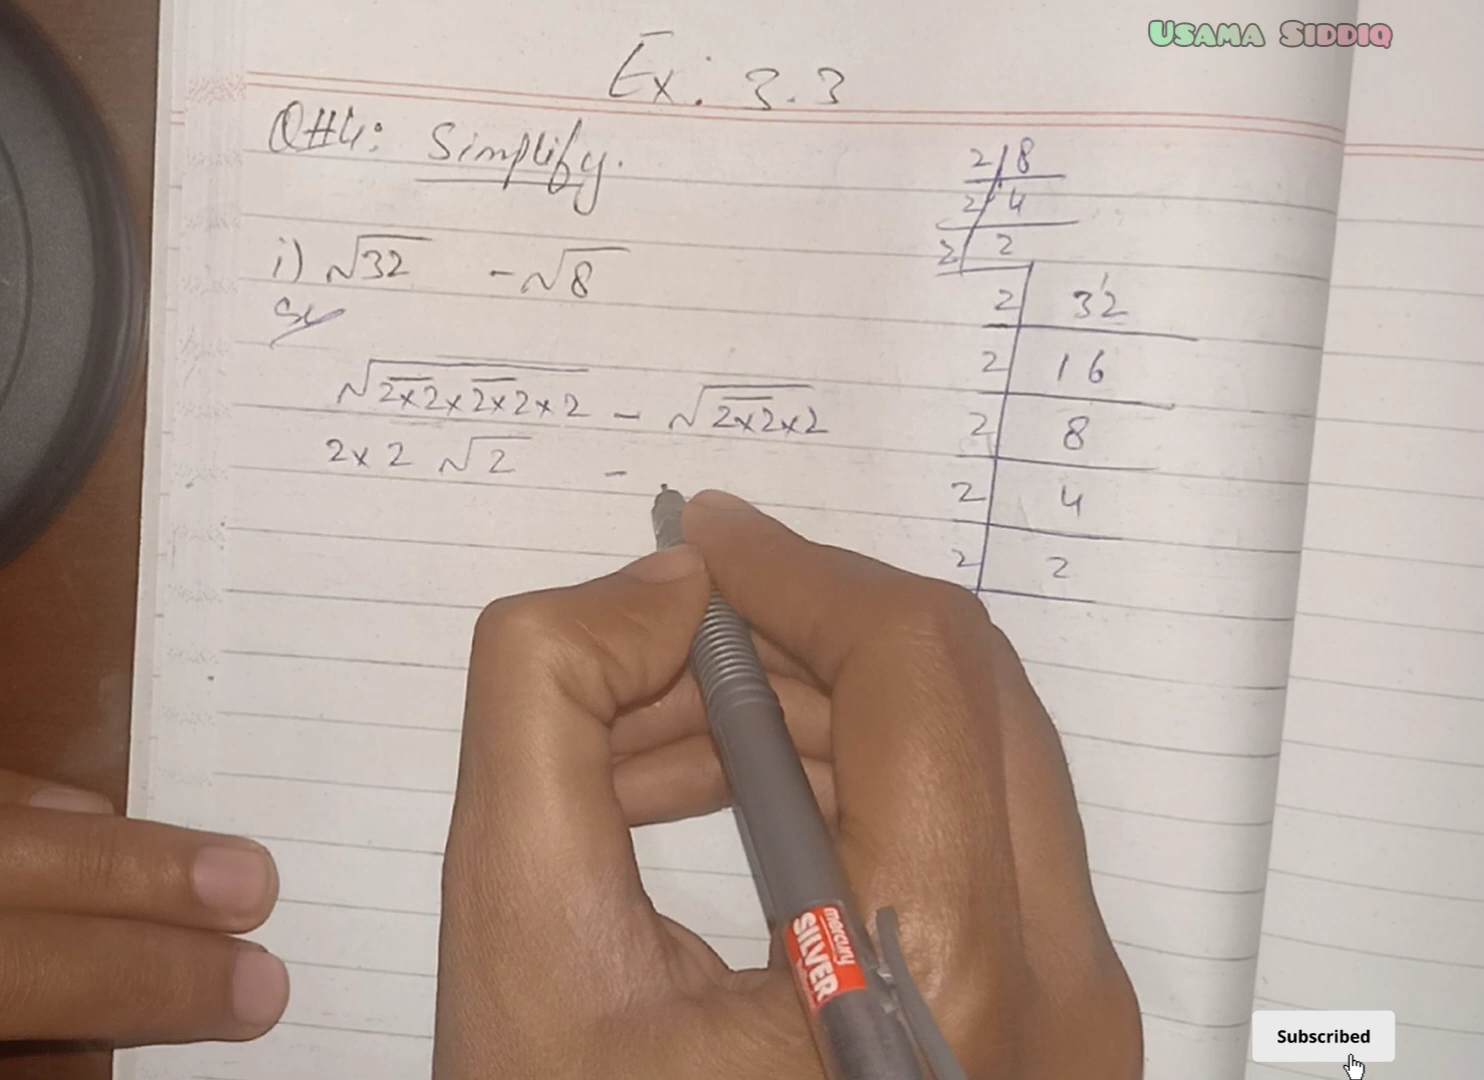 USAMA SIDDIQ
Ex: 3.3
Q#4: Simplify.
i) √32 - √8
√2×2×2×2×2 - √2×2×2
2×2 √2 -
2 8
2 4
2 2
2 32
2 16
2 8
2 4
2 2
mercury
SILVER
Subscribed